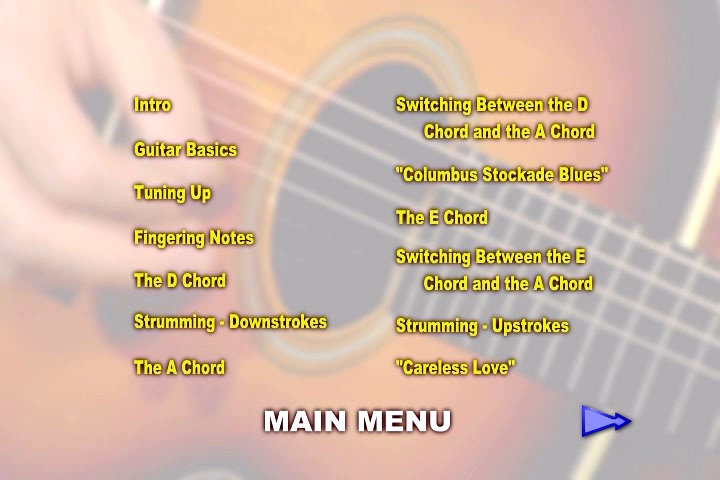 Intro
Guitar Basics
Tuning Up
Fingering Notes
The D Chord
Strumming - Downstrokes
The A Chord
Switching Between the D
Chord and the A Chord
"Columbus Stockade Blues"
The E Chord
Switching Between the E
Chord and the A Chord
Strumming - Upstrokes
"Careless Love"
MAIN MENU